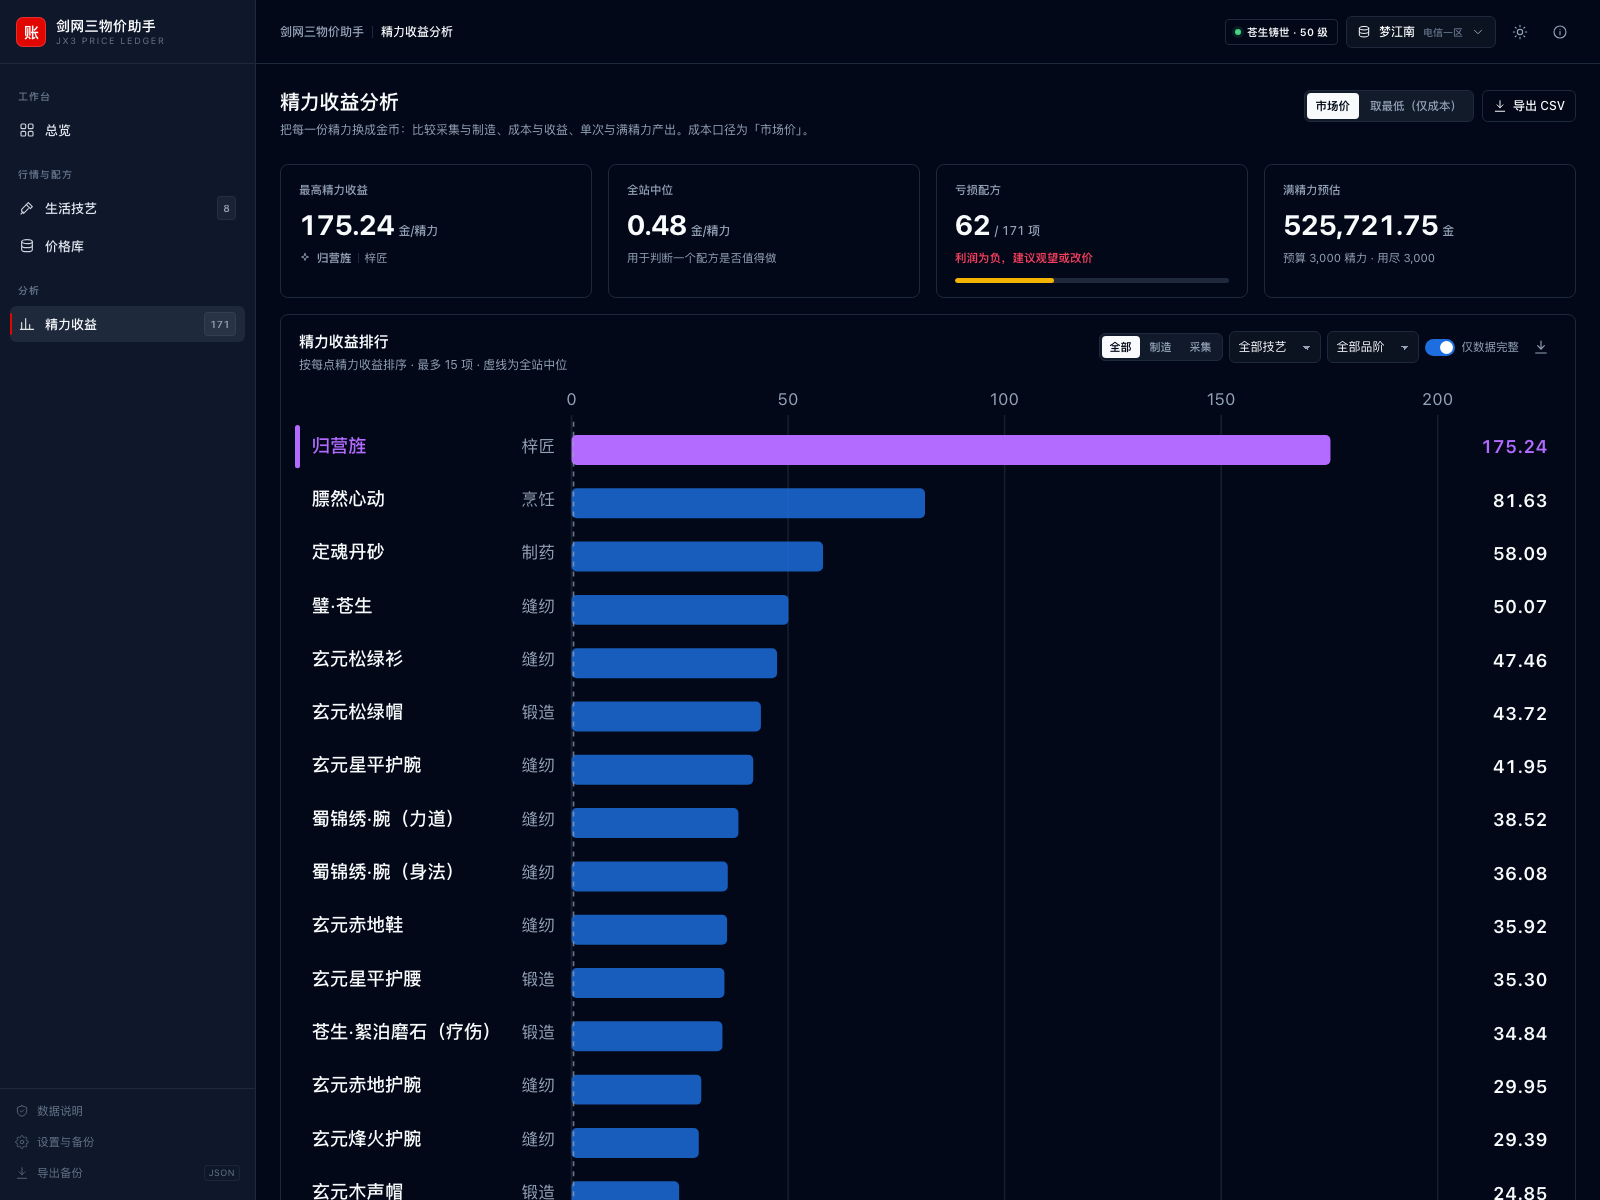 账
剑网三物价助手
JX3 PRICE LEDGER
工作台
总览
行情与配方
生活技艺 8
价格库
分析
精力收益 171
数据说明
设置与备份
导出备份 JSON
剑网三物价助手 精力收益分析
苍生铸世 · 50 级
梦江南 电信一区
精力收益分析
把每一份精力换成金币：比较采集与制造、成本与收益、单次与满精力产出。成本口径为「市场价」。
市场价 取最低（仅成本）
导出 CSV
最高精力收益
175.24 金/精力
归营旌 梓匠
全站中位
0.48 金/精力
用于判断一个配方是否值得做
亏损配方
62 / 171 项
利润为负，建议观望或改价
满精力预估
525,721.75 金
预算 3,000 精力 · 用尽 3,000
精力收益排行
按每点精力收益排序 · 最多 15 项 · 虚线为全站中位
全部 制造 采集
全部技艺
全部品阶
仅数据完整
0 50 100 150 200
归营旌 梓匠 175.24
膘然心动 烹饪 81.63
定魂丹砂 制药 58.09
璧·苍生 缝纫 50.07
玄元松绿衫 缝纫 47.46
玄元松绿帽 锻造 43.72
玄元星平护腕 缝纫 41.95
蜀锦绣·腕（力道） 缝纫 38.52
蜀锦绣·腕（身法） 缝纫 36.08
玄元赤地鞋 缝纫 35.92
玄元星平护腰 锻造 35.30
苍生·絮泊磨石（疗伤） 锻造 34.84
玄元赤地护腕 缝纫 29.95
玄元烽火护腕 缝纫 29.39
玄元木声帽 锻造 24.85